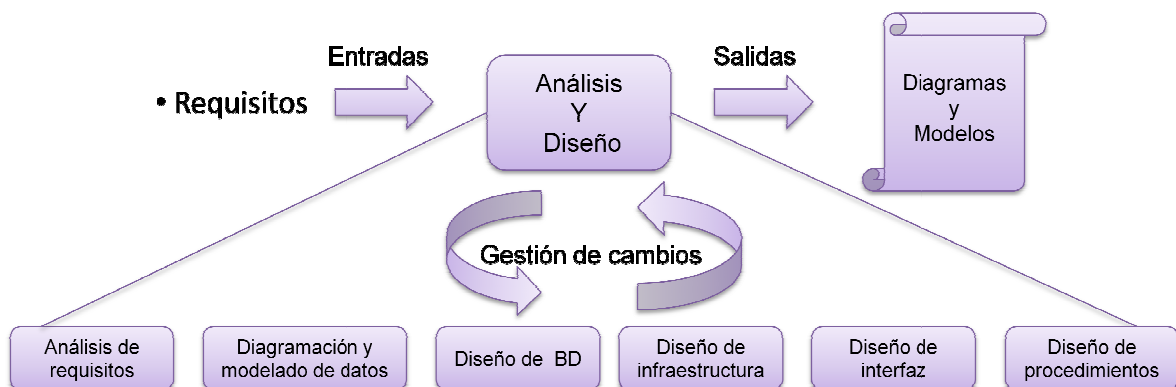 Entradas
• Requisitos
Análisis
Y
Diseño
Salidas
Diagramas
y
Modelos
Gestión de cambios
Análisis de
requisitos
Diagramación y
modelado de datos
Diseño de BD
Diseño de
infraestructura
Diseño de
interfaz
Diseño de
procedimientos